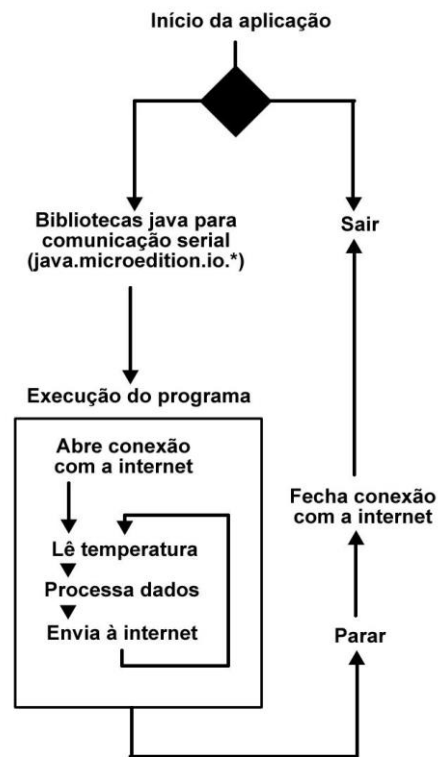 Início da aplicação
Bibliotecas java para
comunicação serial
(java.microedition.io.*)
Sair
Execução do programa
Abre conexão
com a internet
Lê temperatura
Processa dados
Envia à internet
Fecha conexão
com a internet
Parar